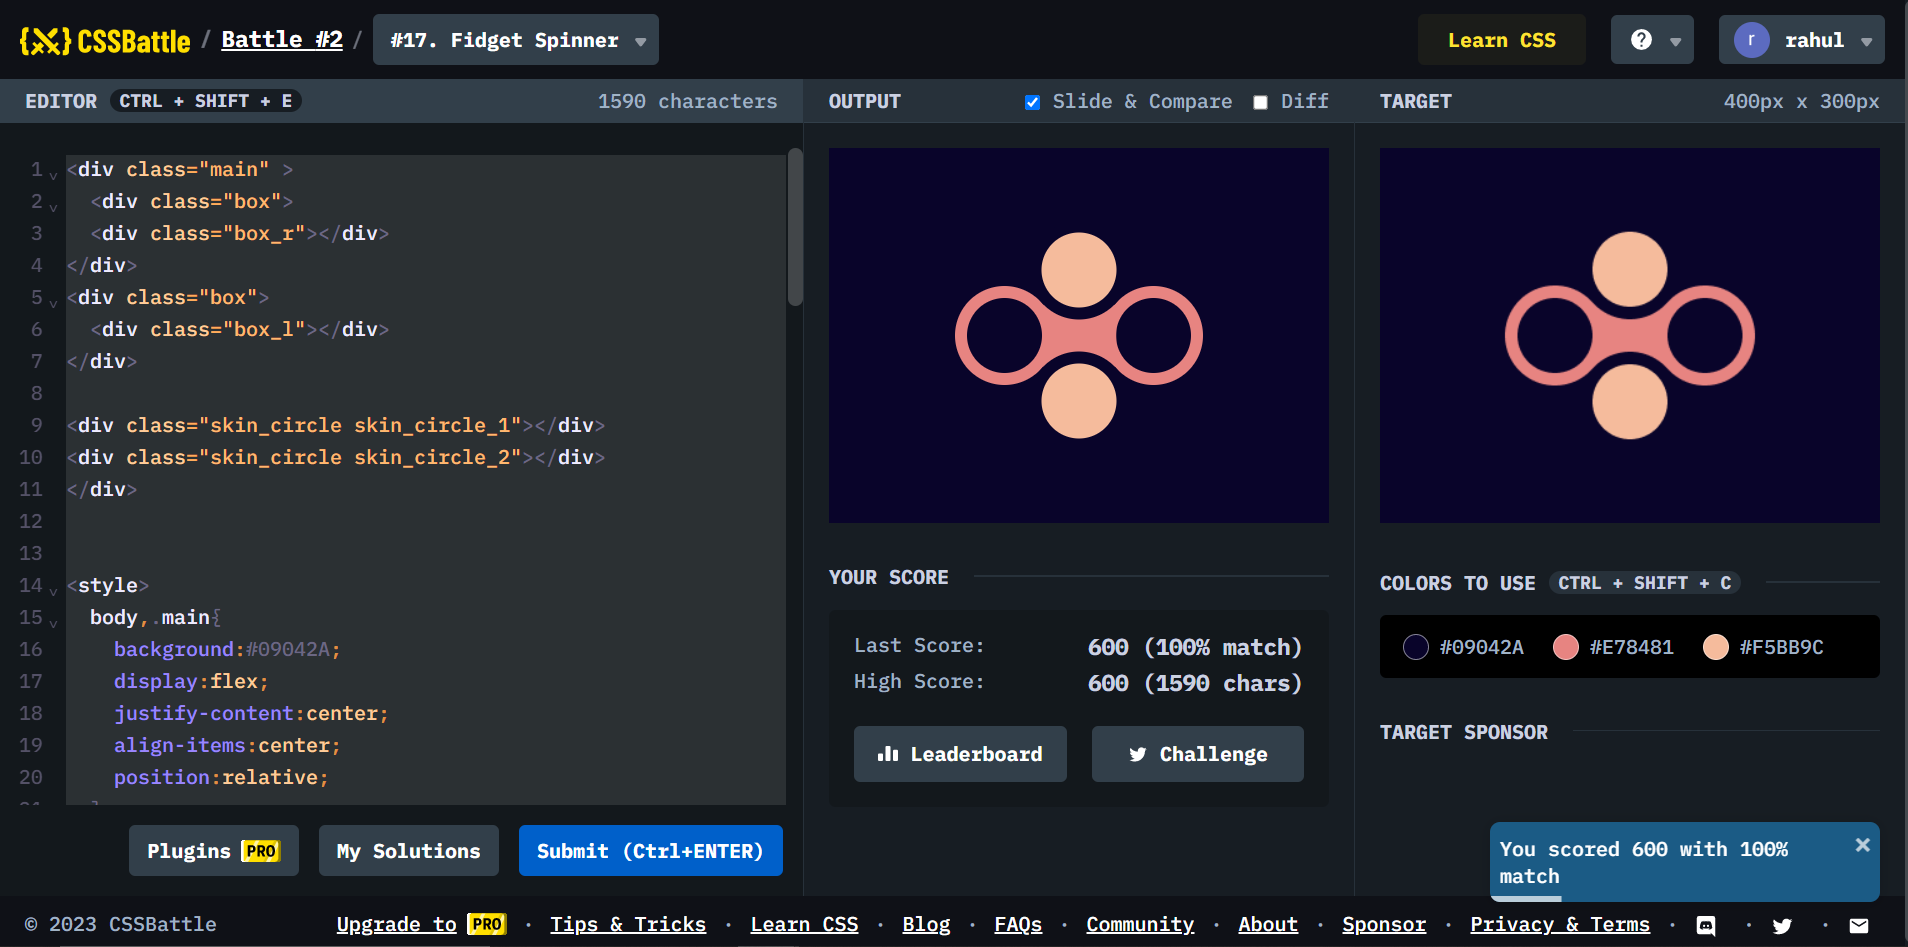 {X} CSSBattle / Battle #2 / #17. Fidget Spinner
Learn CSS
r rahul
EDITOR CTRL + SHIFT + E 1590 characters
1 <div class="main" >
2 <div class="box">
3 <div class="box_r"></div>
4 </div>
5 <div class="box">
6 <div class="box_l"></div>
7 </div>
8
9 <div class="skin_circle skin_circle_1"></div>
10 <div class="skin_circle skin_circle_2"></div>
11 </div>
12
13
14 <style>
15 body,.main{
16 background:#09042A;
17 display:flex;
18 justify-content:center;
19 align-items:center;
20 position:relative;
Plugins PRO
My Solutions
Submit (Ctrl+ENTER)
OUTPUT Slide & Compare Diff
YOUR SCORE
Last Score: 600 (100% match)
High Score: 600 (1590 chars)
Leaderboard
Challenge
TARGET 400px x 300px
COLORS TO USE CTRL + SHIFT + C
#09042A #E78481 #F5BB9C
TARGET SPONSOR
You scored 600 with 100%
match
×
© 2023 CSSBattle
Upgrade to PRO · Tips & Tricks · Learn CSS · Blog · FAQs · Community · About · Sponsor · Privacy & Terms · · ·